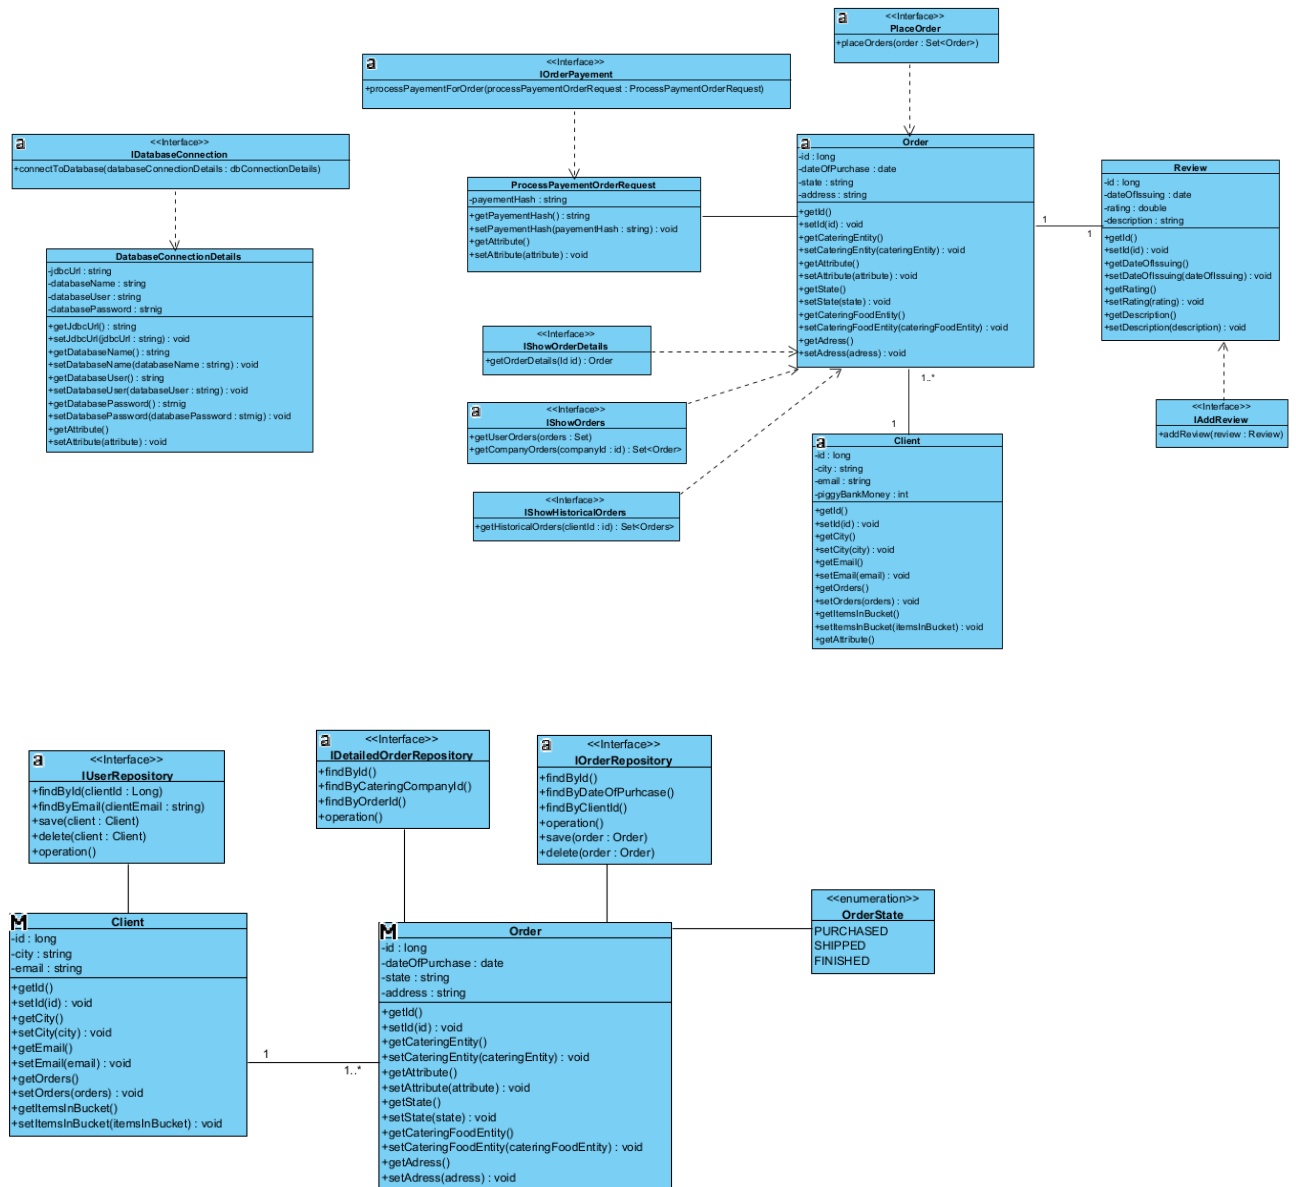 a
<<Interface>>
PlaceOrder
+placeOrders(order : Set<Order>)
a
<<Interface>>
IOrderPayement
+processPayementForOrder(processPayementOrderRequest : ProcessPaymentOrderRequest)
a
<<Interface>>
IDatabaseConnection
+connectToDatabase(databaseConnectionDetails : dbConnectionDetails)
DatabaseConnectionDetails
-jdbcUrl : string
-databaseName : string
-databaseUser : string
-databasePassword : strnig
+getJdbcUrl() : string
+setJdbcUrl(jdbcUrl : string) : void
+getDatabaseName() : string
+setDatabaseName(databaseName : string) : void
+getDatabaseUser() : string
+setDatabaseUser(databaseUser : string) : void
+getDatabasePassword() : strnig
+setDatabasePassword(databasePassword : strnig) : void
+getAttribute()
+setAttribute(attribute) : void
ProcessPayementOrderRequest
-payementHash : string
+getPayementHash() : string
+setPayementHash(payementHash : string) : void
+getAttribute()
+setAttribute(attribute) : void
a
Order
-id : long
-dateOfPurchase : date
-state : string
-address : string
+getId()
+setId(id) : void
+getCateringEntity()
+setCateringEntity(cateringEntity) : void
+getAttribute()
+setAttribute(attribute) : void
+getState()
+setState(state) : void
+getCateringFoodEntity()
+setCateringFoodEntity(cateringFoodEntity) : void
+getAdress()
+setAdress(adress) : void
1
1
Review
-id : long
-dateOfIssuing : date
-rating : double
-description : string
+getId()
+setId(id) : void
+getDateOfIssuing()
+setDateOfIssuing(dateOfIssuing) : void
+getRating()
+setRating(rating) : void
+getDescription()
+setDescription(description) : void
<<Interface>>
IShowOrderDetails
+getOrderDetails(Id id) : Order
a
<<Interface>>
IShowOrders
+getUserOrders(orders : Set)
+getCompanyOrders(companyId : id) : Set<Order>
<<Interface>>
IShowHistoricalOrders
+getHistoricalOrders(clientId : id) : Set<Orders>
1..*
1
<<Interface>>
IAddReview
+addReview(review : Review)
a
Client
-id : long
-city : string
-email : string
-piggyBankMoney : int
+getId()
+setId(id) : void
+getCity()
+setCity(city) : void
+getEmail()
+setEmail(email) : void
+getOrders()
+setOrders(orders) : void
+getItemsInBucket()
+setItemsInBucket(itemsInBucket) : void
+getAttribute()
a
<<Interface>>
IUserRepository
+findById(clientId : Long)
+findByEmail(clientEmail : string)
+save(client : Client)
+delete(client : Client)
+operation()
a
<<Interface>>
IDetailedOrderRepository
+findById()
+findByCateringCompanyId()
+findByOrderId()
+operation()
a
<<Interface>>
IOrderRepository
+findById()
+findByDateOfPurhcase()
+findByClientId()
+operation()
+save(order : Order)
+delete(order : Order)
<<enumeration>>
OrderState
PURCHASED
SHIPPED
FINISHED
M
Client
-id : long
-city : string
-email : string
+getId()
+setId(id) : void
+getCity()
+setCity(city) : void
+getEmail()
+setEmail(email) : void
+getOrders()
+setOrders(orders) : void
+getItemsInBucket()
+setItemsInBucket(itemsInBucket) : void
1
1..*
M
Order
-id : long
-dateOfPurchase : date
-state : string
-address : string
+getId()
+setId(id) : void
+getCateringEntity()
+setCateringEntity(cateringEntity) : void
+getAttribute()
+setAttribute(attribute) : void
+getState()
+setState(state) : void
+getCateringFoodEntity()
+setCateringFoodEntity(cateringFoodEntity) : void
+getAdress()
+setAdress(adress) : void